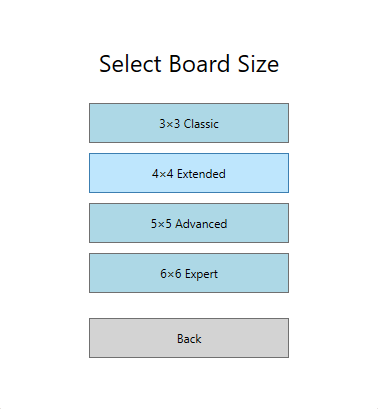 Select Board Size
3×3 Classic
4×4 Extended
5×5 Advanced
6×6 Expert
Back